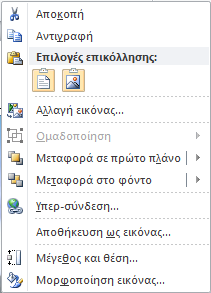 Αποκοπή
Αντιγραφή
Επιλογές επικόλλησης:
Αλλαγή εικόνας...
Ομαδοποίηση
Μεταφορά σε πρώτο πλάνο
Μεταφορά στο φόντο
Υπερ-σύνδεση...
Αποθήκευση ως εικόνας...
Μέγεθος και θέση...
Μορφοποίηση εικόνας...